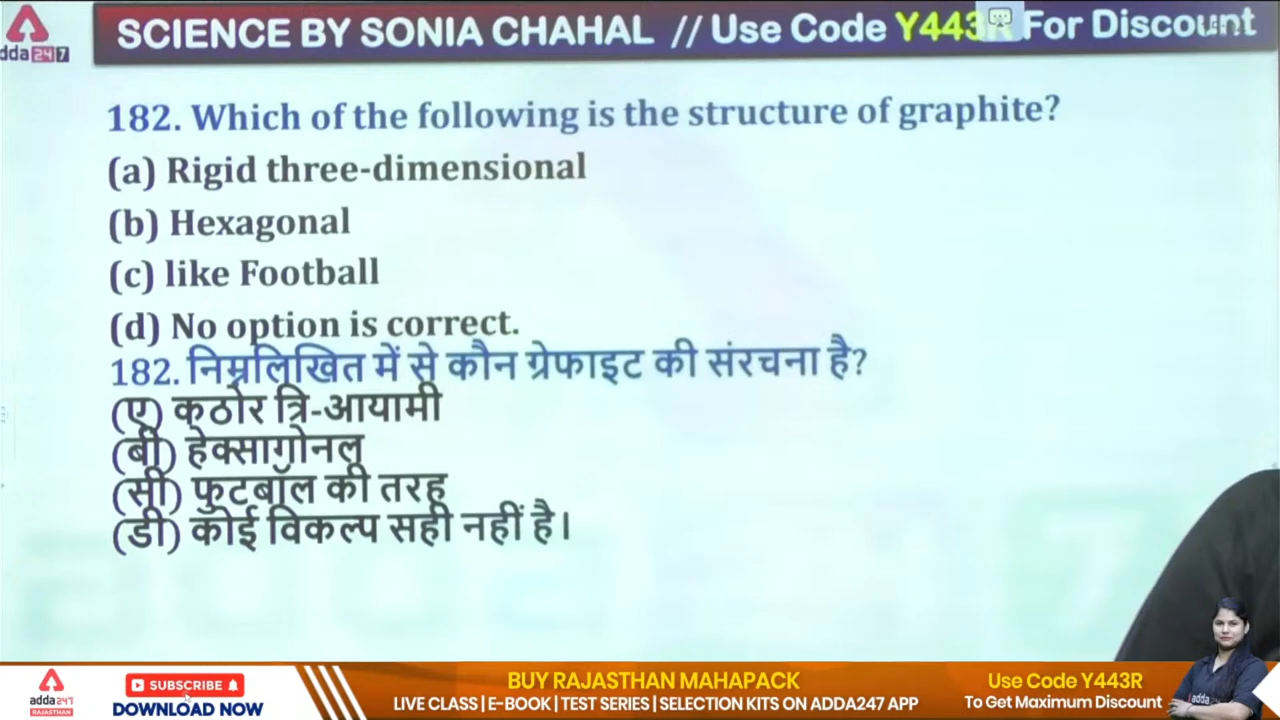 SCIENCE BY SONIA CHAHAL // Use Code Y443R For Discount
adda 247
182. Which of the following is the structure of graphite?
(a) Rigid three-dimensional
(b) Hexagonal
(c) like Football
(d) No option is correct.
182. निम्नलिखित में से कौन ग्रेफाइट की संरचना है?
(ए) कठोर त्रि-आयामी
(बी) हेक्सागोनल
(सी) फुटबॉल की तरह
(डी) कोई विकल्प सही नहीं है।
adda247
RAJASTHAN
SUBSCRIBE
DOWNLOAD NOW
BUY RAJASTHAN MAHAPACK
LIVE CLASS | E-BOOK | TEST SERIES | SELECTION KITS ON ADDA247 APP
Use Code Y443R
To Get Maximum Discount
adda